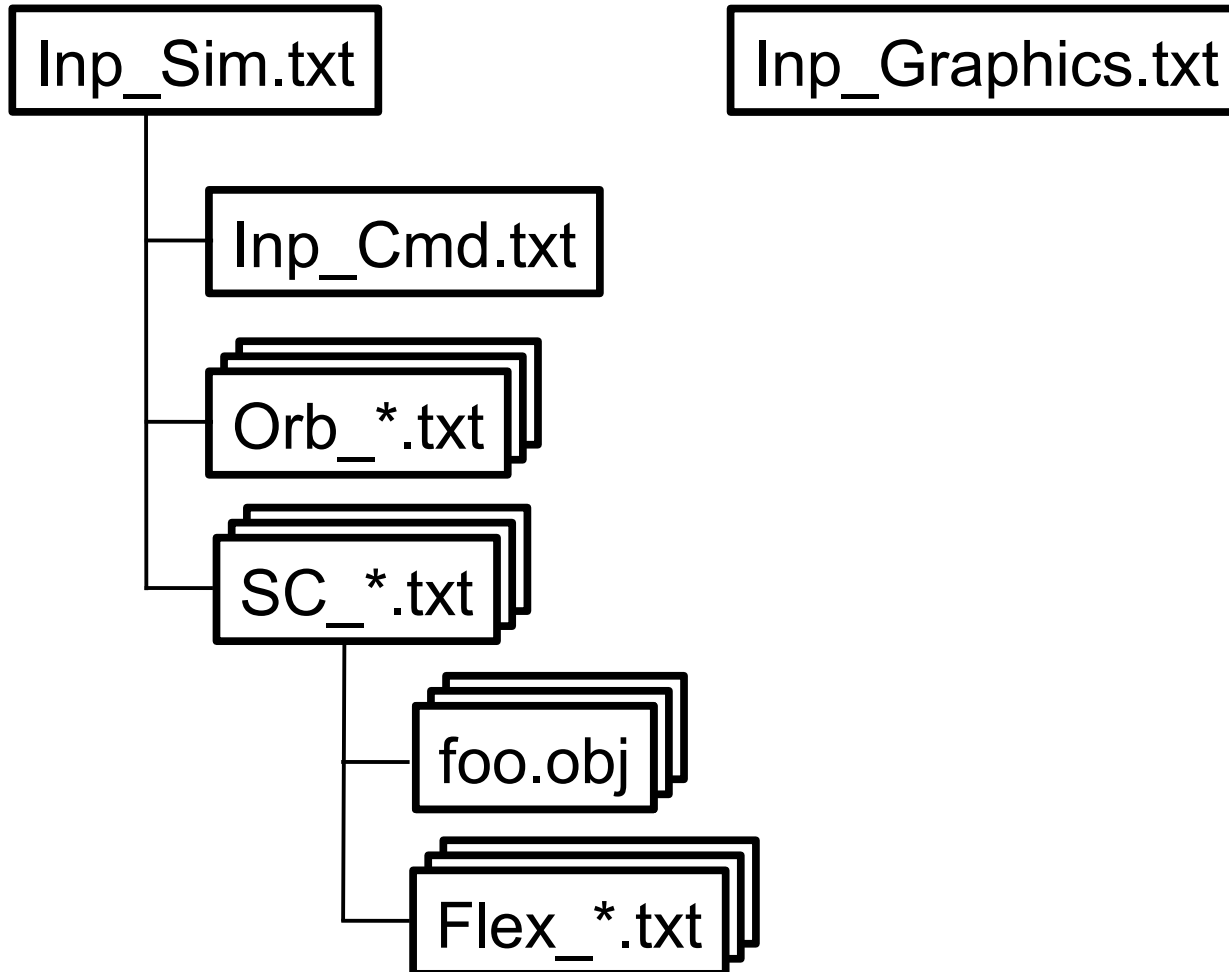 Inp_Sim.txt
Inp_Graphics.txt
Inp_Cmd.txt
Orb_*.txt
SC_*.txt
foo.obj
Flex_*.txt